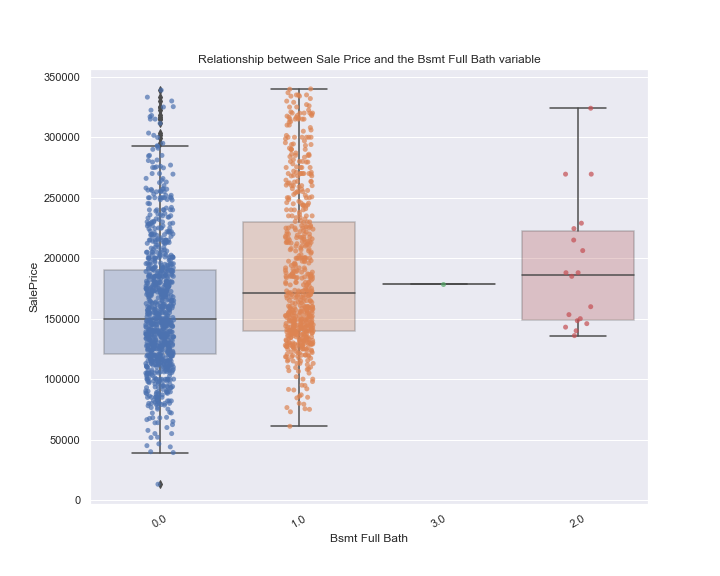 Relationship between Sale Price and the Bsmt Full Bath variable
350000
300000
250000
200000
150000
100000
50000
0
SalePrice
0.0 1.0 3.0 2.0
Bsmt Full Bath